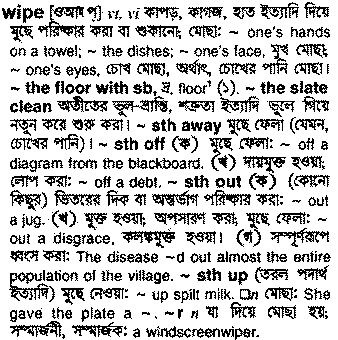 wipe [ওআাইপ্] vt, vi কাপড়, কাগজ, হাত ইত্যাদি দিয়ে
মুছে পরিষ্কার করা বা শুকানো; মোছা: ~ one's hands
on a towel; ~ the dishes; ~ one's face, মুখ মোছা;
~ one's eyes, চোখ মোছা, অর্থাৎ, চোখের পানি মোছা।
~ the floor with sb, দ্র. floor¹ (১). ~ the slate
clean অতীতের ভুল-ভ্রান্তি, শত্রুতা ইত্যাদি ভুলে গিয়ে
নতুন করে শুরু করা। ~ sth away মুছে ফেলা (যেমন,
চোখের পানি)। ~ sth off (ক) মুছে ফেলা: ~ off a
diagram from the blackboard. (খ) দায়মুক্ত হওয়া;
লোপ করা: ~ off a debt. ~ sth out (ক) (কোনো
কিছুর) ভিতরের দিক বা অন্তর্ভাগ পরিষ্কার করা: ~ out
a jug. (খ) মুক্ত হওয়া; অপসারণ করা; মুছে ফেলা: ~
out a disgrace, কলঙ্কমুক্ত হওয়া। (গ) সম্পূর্ণরূপে
ধ্বংস করা: The disease ~d out almost the entire
population of the village. ~ sth up (তরল পদার্থ
ইত্যাদি) মুছে নেওয়া: ~ up spilt milk. □n মোছা: She
gave the plate a ~. ~r n যা দিয়ে মোছা হয়;
সম্মার্জনী, সম্মার্জক: a windscreenwiper.